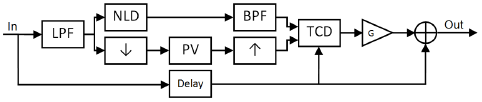 In
LPF
NLD
BPF
↓
PV
↑
TCD
G
Out
Delay